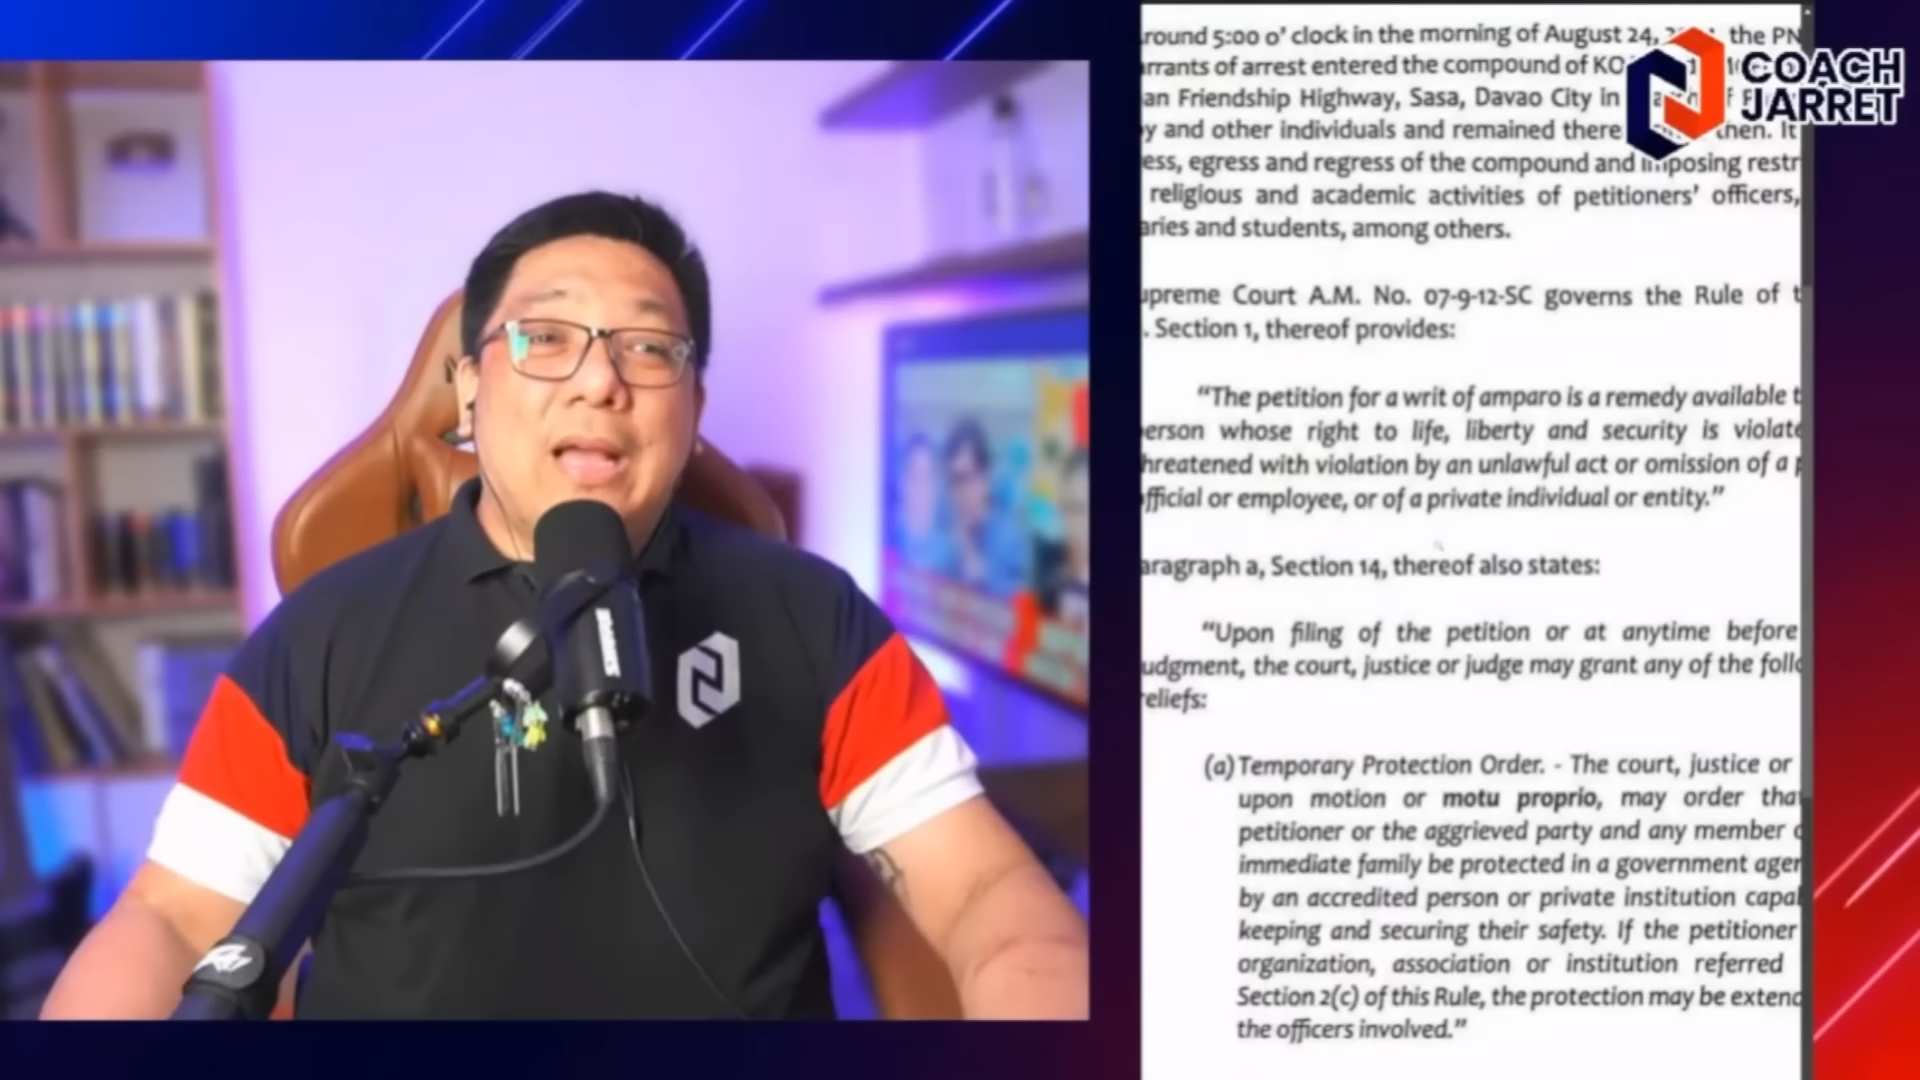 round 5:00 o' clock in the morning of August 24, the PN
rrants of arrest entered the compound of KO
an Friendship Highway, Sasa, Davao City in
y and other individuals and remained there then. It
ess, egress and regress of the compound and imposing restr
religious and academic activities of petitioners' officers,
aries and students, among others.
COACH
JARRET
upreme Court A.M. No. 07-9-12-SC governs the Rule of t
. Section 1, thereof provides:
"The petition for a writ of amparo is a remedy available t
erson whose right to life, liberty and security is violate
hreatened with violation by an unlawful act or omission of a p
fficial or employee, or of a private individual or entity."
aragraph a, Section 14, thereof also states:
"Upon filing of the petition or at anytime before
udgment, the court, justice or judge may grant any of the follo
reliefs:
(a) Temporary Protection Order. - The court, justice or
upon motion or motu proprio, may order that
petitioner or the aggrieved party and any member o
immediate family be protected in a government agen
by an accredited person or private institution capal
keeping and securing their safety. If the petitioner
organization, association or institution referred
Section 2(c) of this Rule, the protection may be extend
the officers involved."